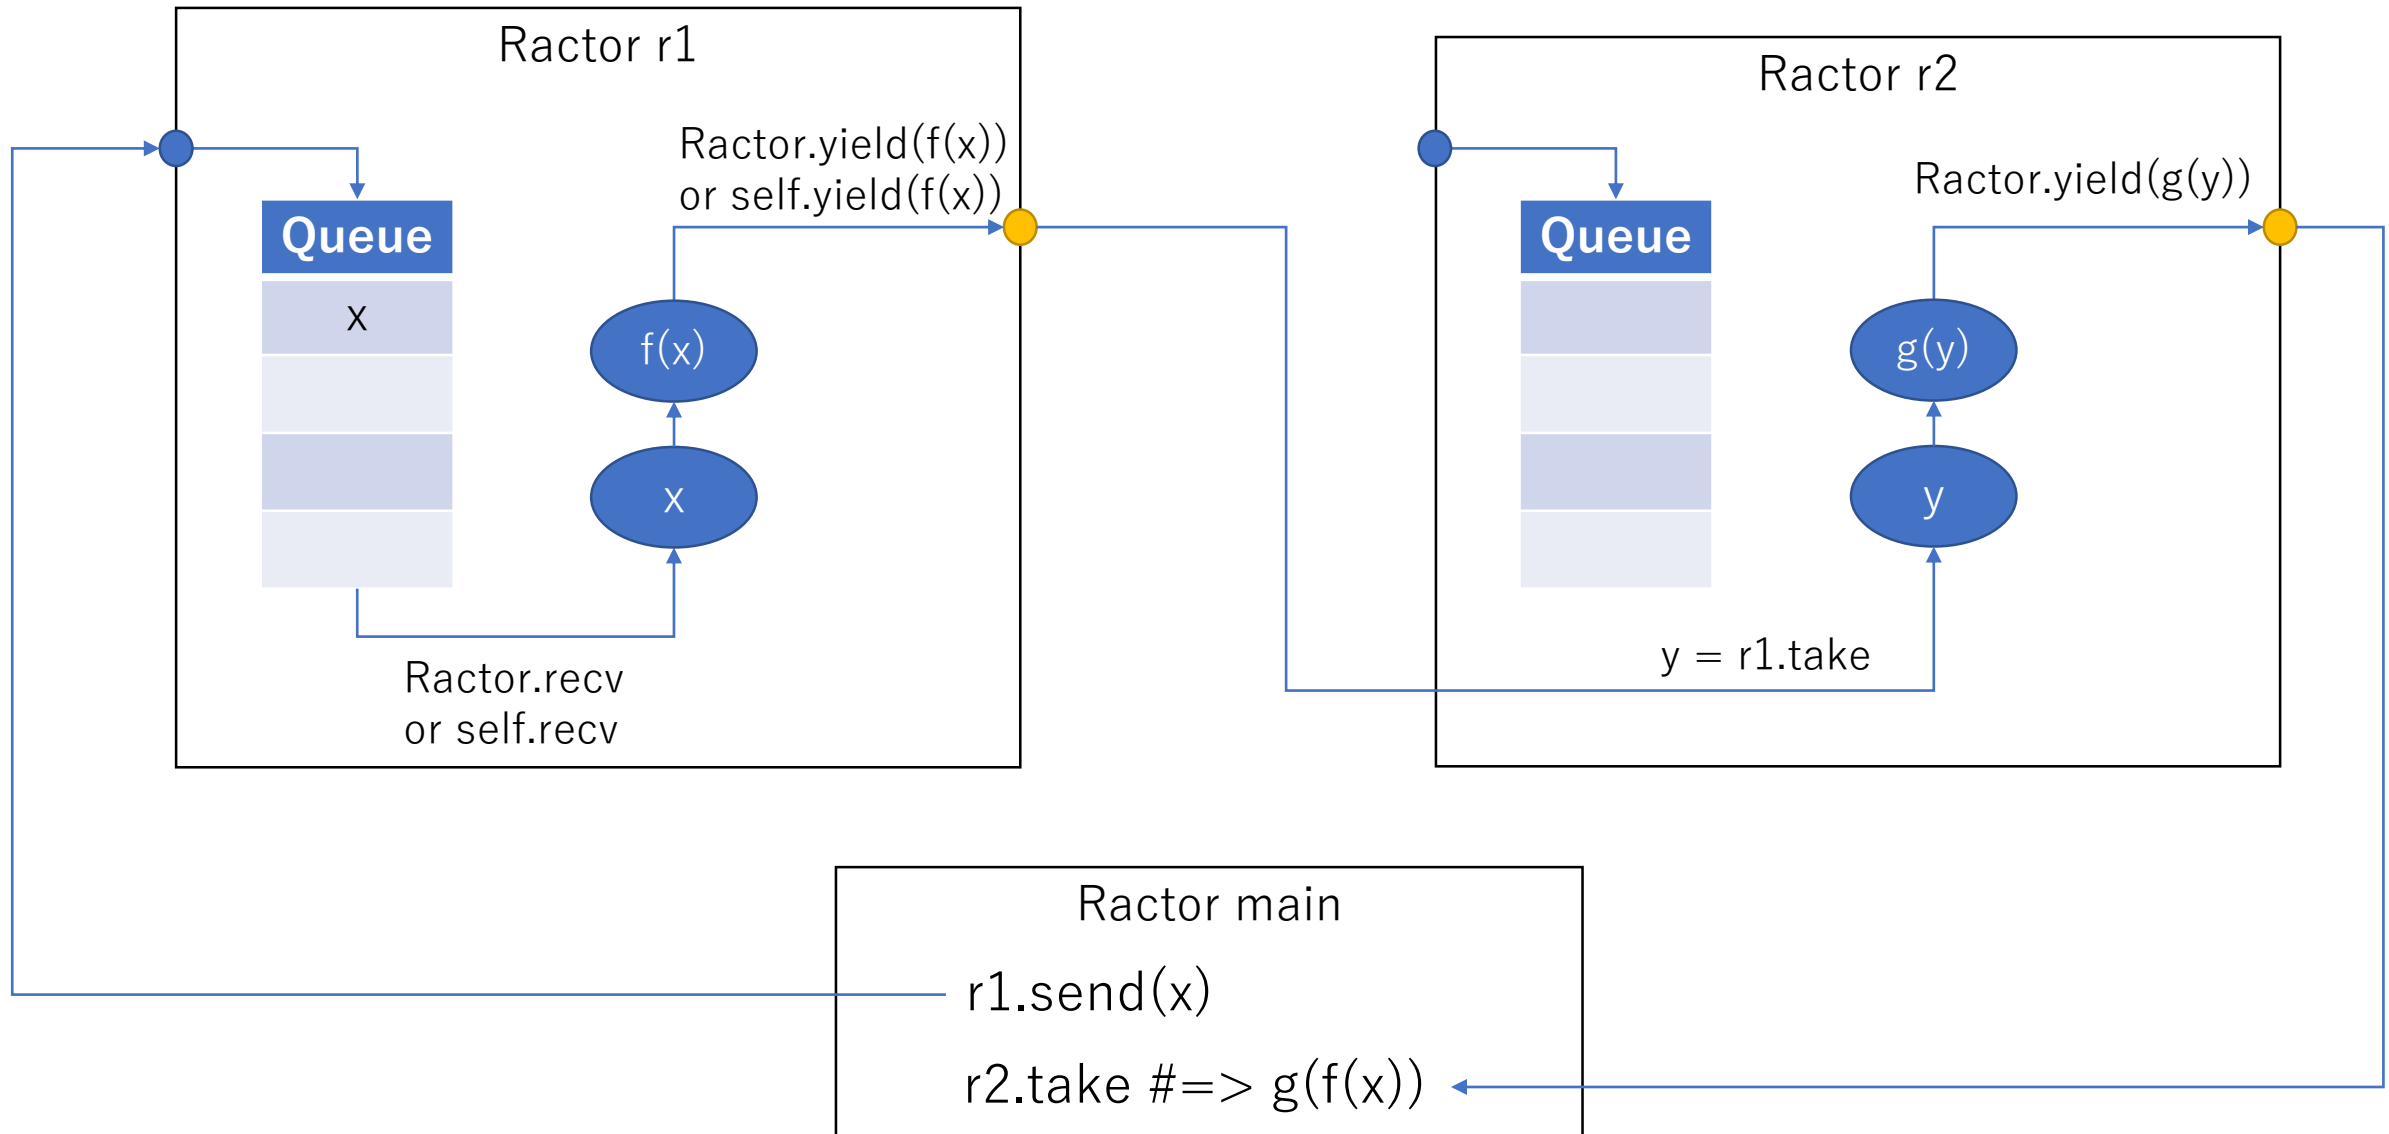 Ractor r1
Ractor.yield(f(x))
or self.yield(f(x))
Queue
x
f(x)
x
Ractor.recv
or self.recv
Ractor r2
Ractor.yield(g(y))
Queue
g(y)
y
y = r1.take
Ractor main
r1.send(x)
r2.take #=> g(f(x))